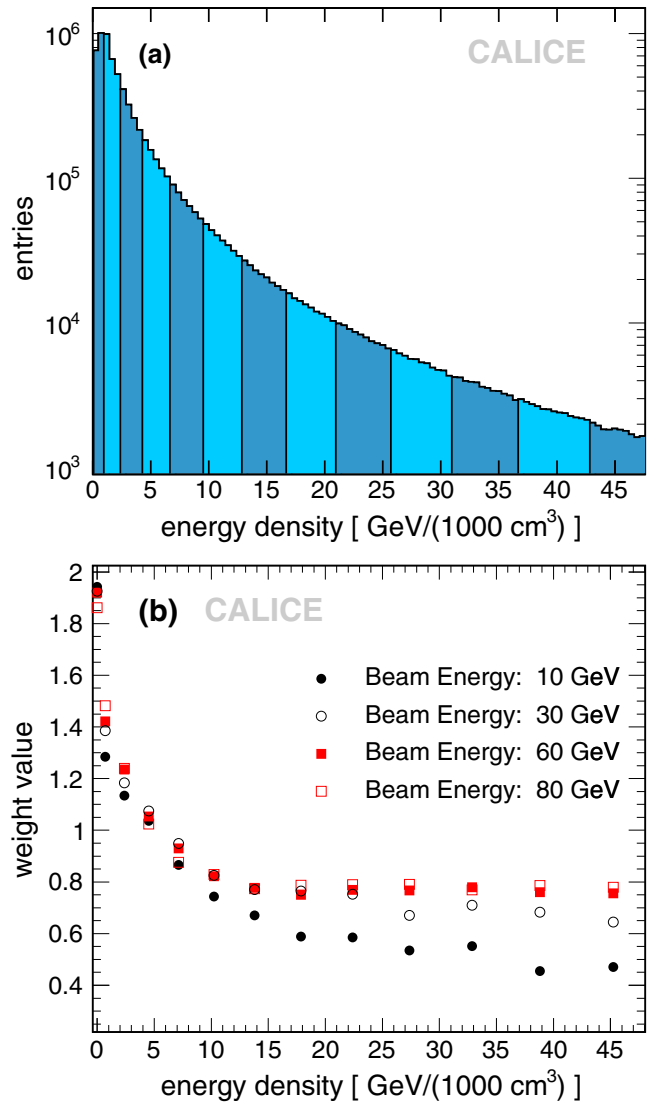 (a)
CALICE
10⁶
10⁵
10⁴
10³
entries
0 5 10 15 20 25 30 35 40 45
energy density [ GeV/(1000 cm³) ]
(b)
CALICE
2
1.8
1.6
1.4
1.2
1
0.8
0.6
0.4
weight value
Beam Energy: 10 GeV
Beam Energy: 30 GeV
Beam Energy: 60 GeV
Beam Energy: 80 GeV
0 5 10 15 20 25 30 35 40 45
energy density [ GeV/(1000 cm³) ]